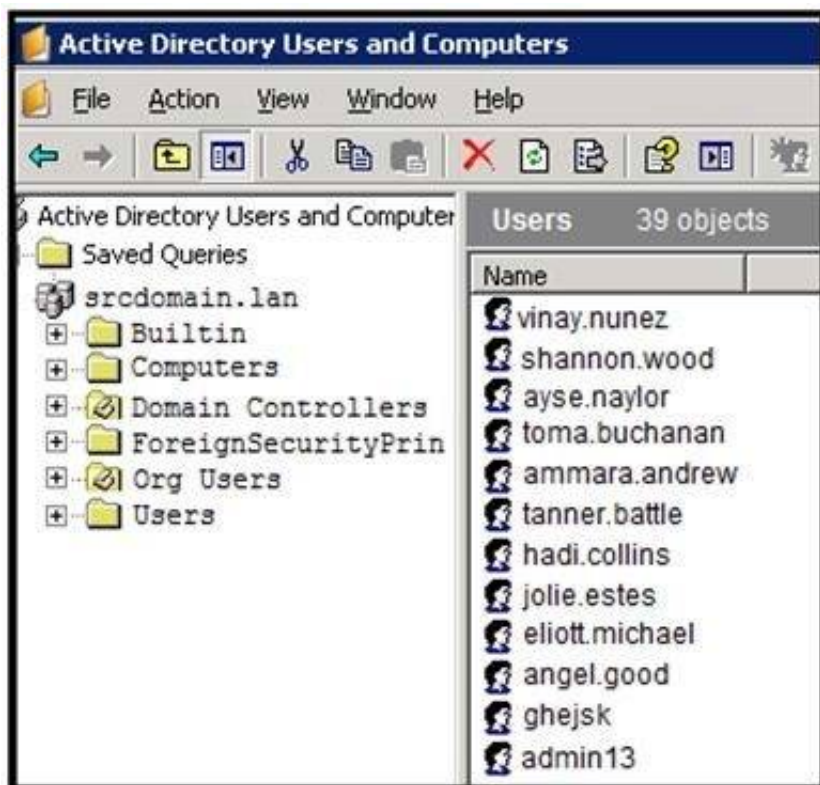 Active Directory Users and Computers
File Action View Window Help
Active Directory Users and Computer
Saved Queries
srcdomain.lan
Builtin
Computers
Domain Controllers
ForeignSecurityPrin
Org Users
Users
Users 39 objects
Name
vinay.nunez
shannon.wood
ayse.naylor
toma.buchanan
ammara.andrew
tanner.battle
hadi.collins
jolie.estes
eliott.michael
angel.good
ghejsk
admin13